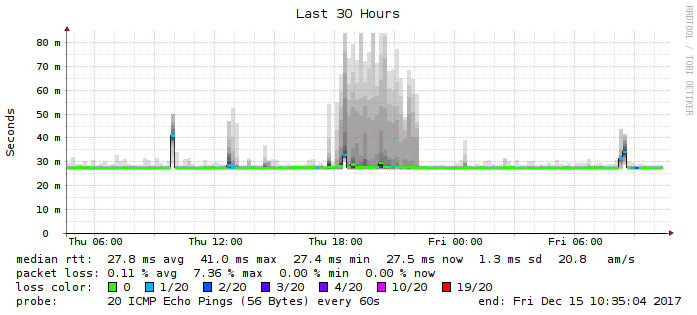 Last 30 Hours
RRDTOOL / TOBI OETIKER
Seconds
80 m
70 m
60 m
50 m
40 m
30 m
20 m
10 m
0
Thu 06:00 Thu 12:00 Thu 18:00 Fri 00:00 Fri 06:00
median rtt: 27.8 ms avg 41.0 ms max 27.4 ms min 27.5 ms now 1.3 ms sd 20.8 am/s
packet loss: 0.11 % avg 7.36 % max 0.00 % min 0.00 % now
loss color: 0 1/20 2/20 3/20 4/20 10/20 19/20
probe: 20 ICMP Echo Pings (56 Bytes) every 60s end: Fri Dec 15 10:35:04 2017